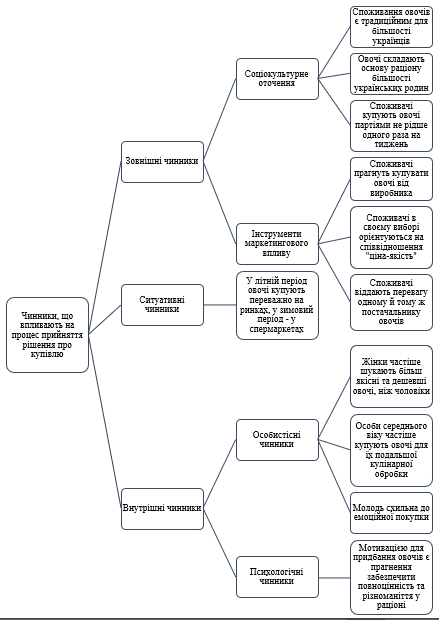 Чинники, що
впливають на
процес прийняття
рішення про
купівлю
Зовнішні чинники
Соціокультурне
оточення
Споживання овочів
є традиційним для
більшості
українців
Овочі складають
основу раціону
більшості
українських родин
Споживачі
купують овочі
партіями не рідше
одного раза на
тиждень
Інструменти
маркетингового
впливу
Споживачі
прагнуть купувати
овочі від
виробника
Споживачі в
своєму виборі
орієнтуються на
співвідношення
"ціна-якість"
Споживачі
віддають перевагу
одному й тому ж
постачальнику
овочів
Ситуативні
чинники
У літній період
овочі купують
переважно на
ринках, у зимовий
період - у
спермаркетах
Внутрішні чинники
Особистісні
чинники
Жінки частіше
шукають більш
якісні та дешевші
овочі, ніж чоловіки
Особи середнього
віку частіше
купують овочі для
їх подальшої
кулінарної
обробки
Молодь схильна до
емоційної покупки
Психологічні
чинники
Мотивацією для
придбання овочів є
прагнення
забезпечити
повноцінність та
різноманіття у
раціоні